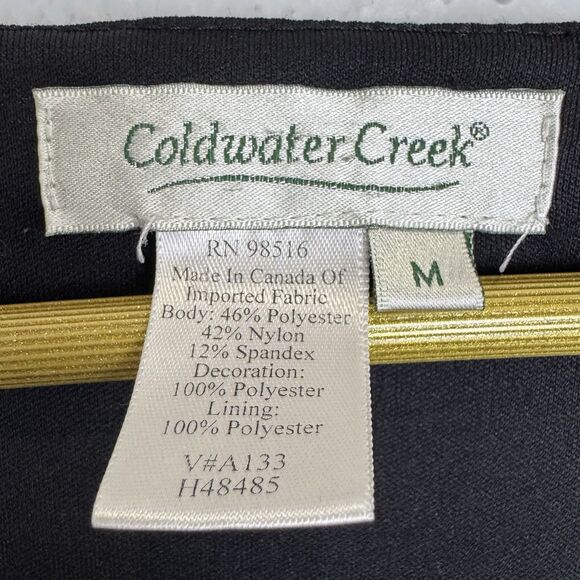 Coldwater Creek®
M
RN 98516
Made In Canada Of
Imported Fabric
Body: 46% Polyester
42% Nylon
12% Spandex
Decoration:
100% Polyester
Lining:
100% Polyester
V#A133
H48485